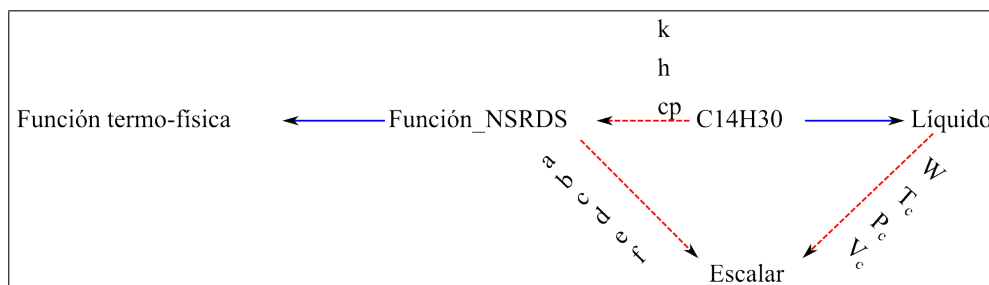 k
h
cp
Función termo-física
Función_NSRDS
C14H30
Líquido
a
b
c
d
e
f
W
Tc
Pc
Vc
Escalar